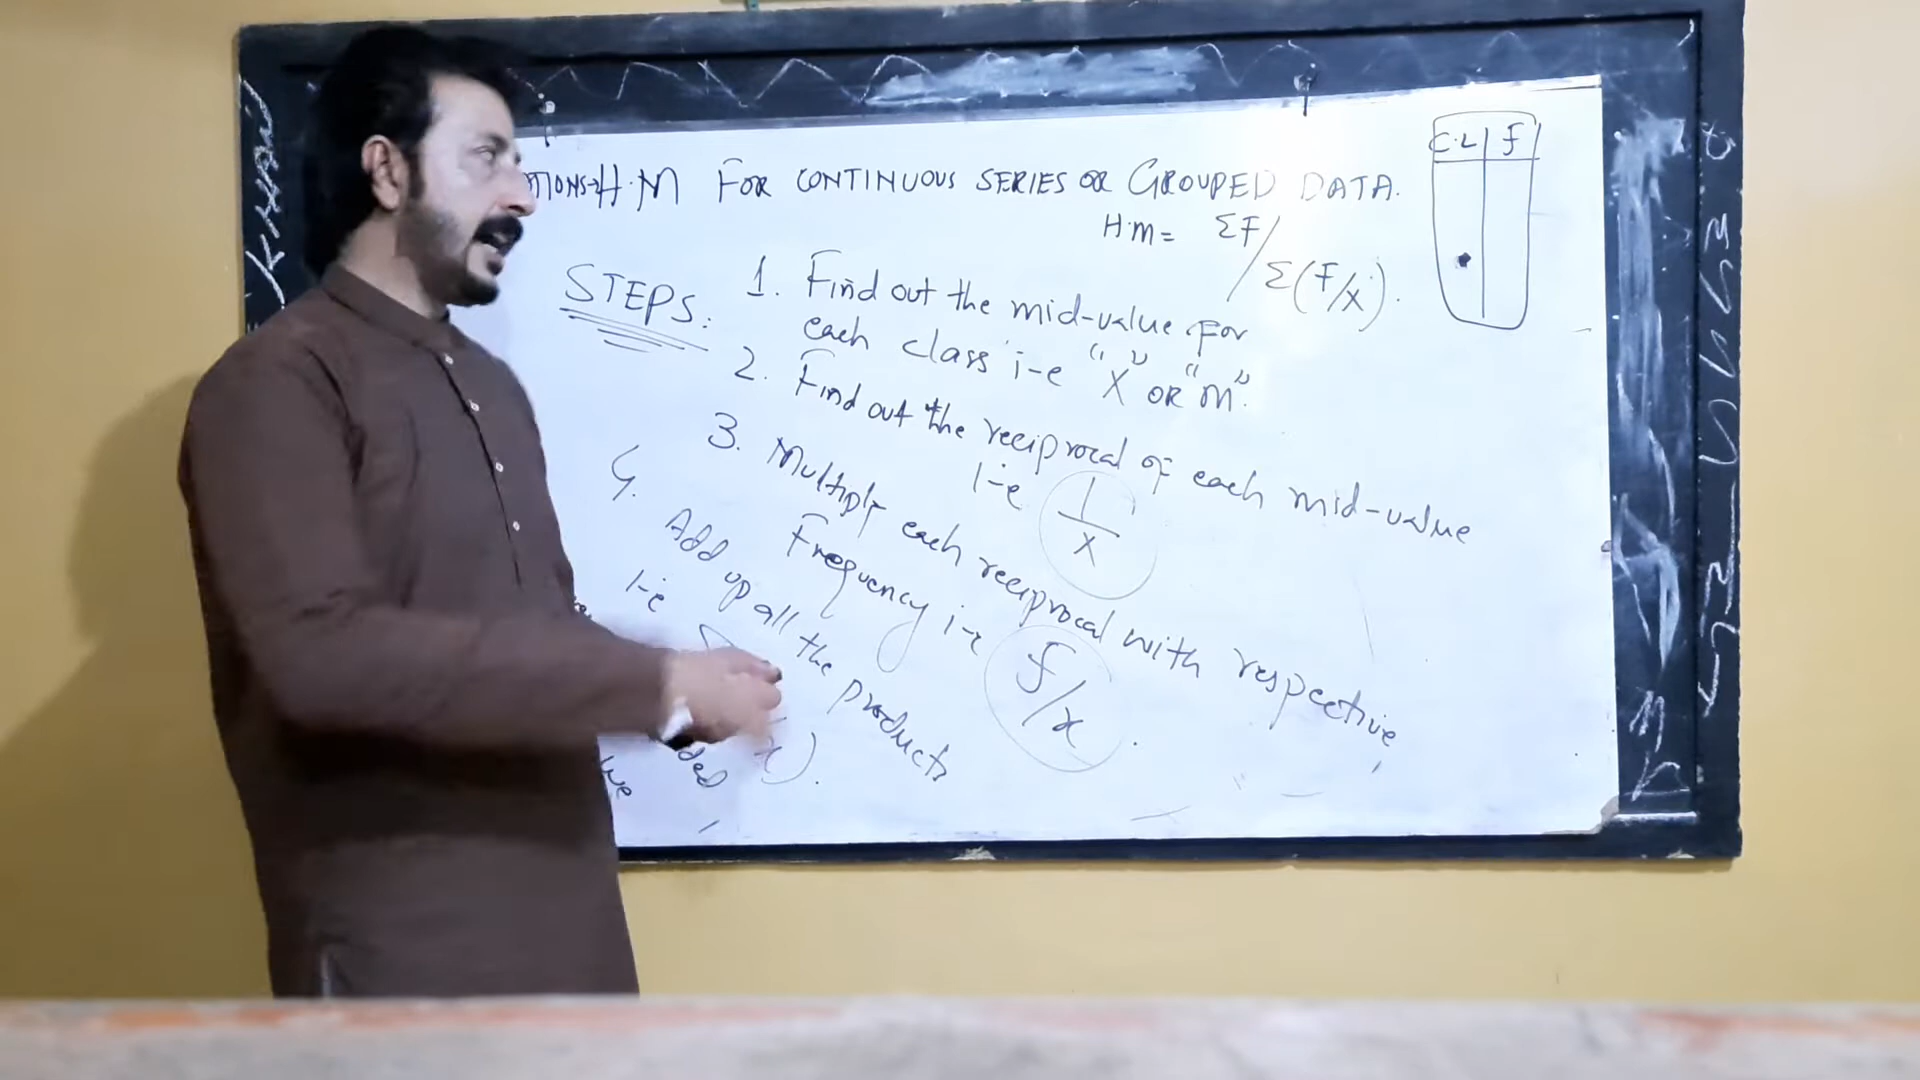 H.M FOR CONTINUOUS SERIES OR GROUPED DATA.
H.M = ΣF/Σ(F/X).
C.L f
STEPS:
1. Find out the mid-value For
each class i-e "X" OR "M".
2. Find out the reciprocal of each mid-value
i-e 1/X
3. Multiply each reciprocal with respective
Frequency i-e f/x.
4. Add up all the products
i-e x).